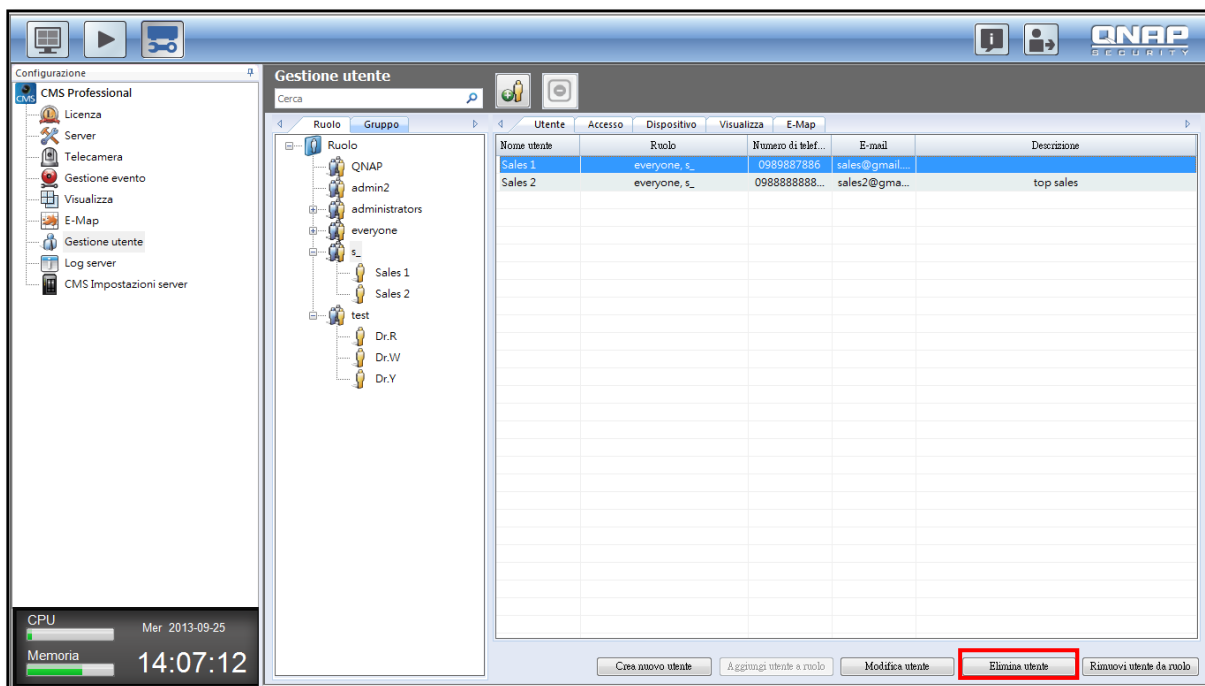 QNAP
SECURITY
Configurazione
CMS
CMS Professional
Licenza
Server
Telecamera
Gestione evento
Visualizza
E-Map
Gestione utente
Log server
CMS Impostazioni server
CPU
Mer 2013-09-25
Memoria
14:07:12
Gestione utente
Cerca
Ruolo Gruppo
Ruolo
QNAP
admin2
administrators
everyone
s_
Sales 1
Sales 2
test
Dr.R
Dr.W
Dr.Y
Utente Accesso Dispositivo Visualizza E-Map
Nome utente Ruolo Numero di telef... E-mail Descrizione
Sales 1 everyone, s_ 0989887886 sales@gmail....
Sales 2 everyone, s_ 0988888888... sales2@gma... top sales
Crea nuovo utente Aggiungi utente a ruolo Modifica utente Elimina utente Rimuovi utente da ruolo